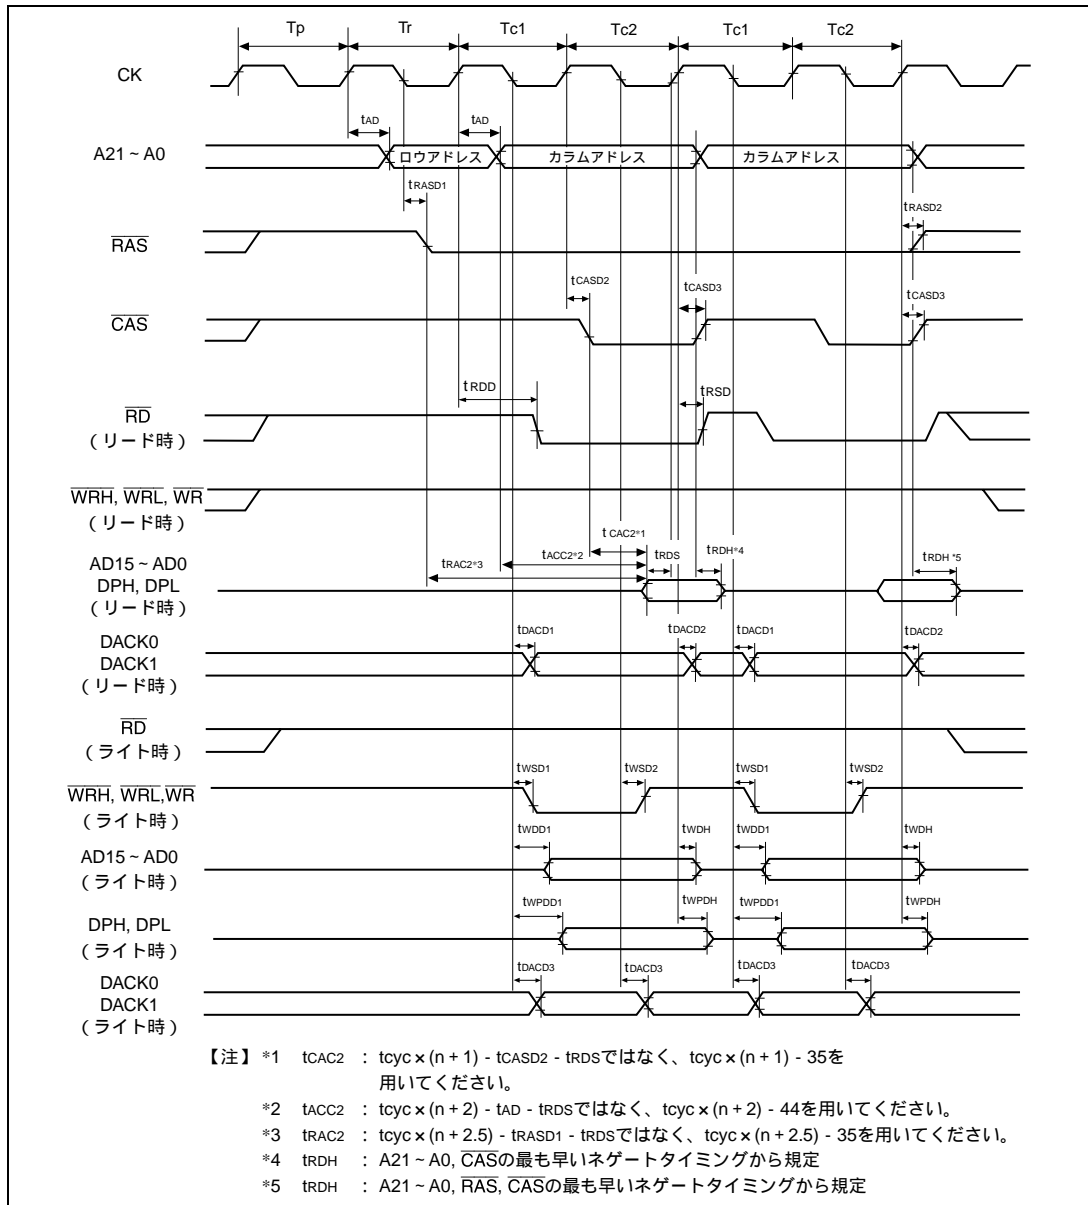 Tp Tr Tc1 Tc2 Tc1 Tc2
CK
tAD tAD
A21~A0 ロウアドレス カラムアドレス カラムアドレス
tRASD1 tRASD2
RAS
tCASD2 tCASD3 tCASD3
CAS
tRDD tRSD
RD
(リード時)
WRH, WRL, WR
(リード時)
tCAC2*1
tACC2*2 tRDS tRDH*4
tRAC2*3 tRDH*5
AD15~AD0
DPH, DPL
(リード時)
tDACD1 tDACD2 tDACD1 tDACD2
DACK0
DACK1
(リード時)
RD
(ライト時)
tWSD1 tWSD2 tWSD1 tWSD2
WRH, WRL,WR
(ライト時)
tWDD1 tWDH tWDD1 tWDH
AD15~AD0
(ライト時)
tWPDD1 tWPDH tWPDD1 tWPDH
DPH, DPL
(ライト時)
tDACD3 tDACD3 tDACD3 tDACD3
DACK0
DACK1
(ライト時)
【注】*1 tCAC2 : tcyc×(n+1)-tCASD2-tRDSではなく、tcyc×(n+1)-35を
用いてください。
*2 tACC2 : tcyc×(n+2)-tAD-tRDSではなく、tcyc×(n+2)-44を用いてください。
*3 tRAC2 : tcyc×(n+2.5)-tRASD1-tRDSではなく、tcyc×(n+2.5)-35を用いてください。
*4 tRDH : A21~A0, CASの最も早いネゲートタイミングから規定
*5 tRDH : A21~A0, RAS, CASの最も早いネゲートタイミングから規定